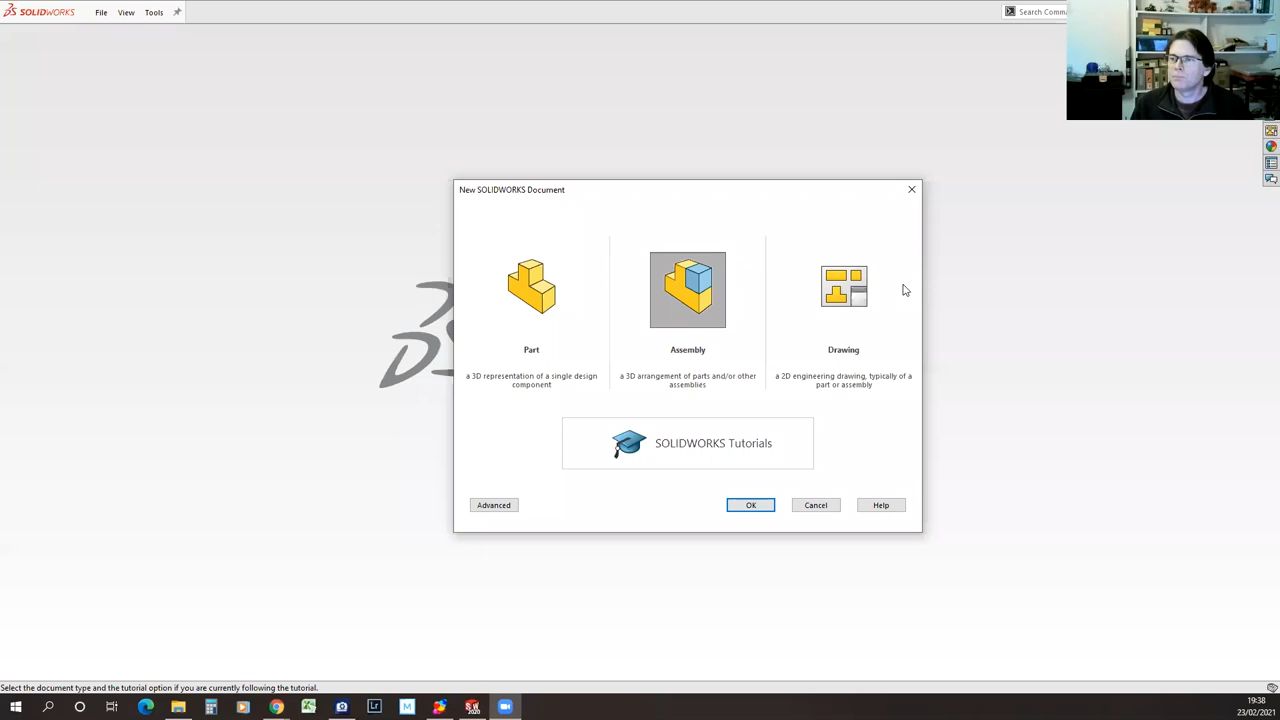 SOLIDWORKS
File
View
Tools
Search Comm
New SOLIDWORKS Document
Part
Assembly
Drawing
a 3D representation of a single design
component
a 3D arrangement of parts and/or other
assemblies
a 2D engineering drawing, typically of a
part or assembly
SOLIDWORKS Tutorials
Advanced
OK
Cancel
Help
Select the document type and the tutorial option if you are currently following the tutorial.
19:38
23/02/2021